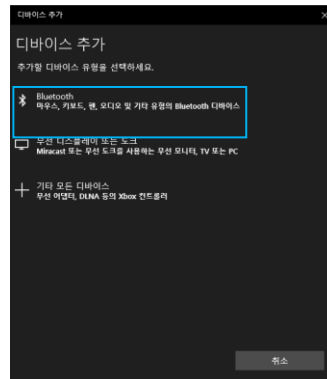 디바이스 추가
디바이스 추가
추가할 디바이스 유형을 선택하세요.
Bluetooth
마우스, 키보드, 펜, 오디오 및 기타 유형의 Bluetooth 디바이스
무선 디스플레이 또는 도크
Miracast 또는 무선 도크를 사용하는 무선 모니터, TV 또는 PC
기타 모든 디바이스
무선 어댑터, DLNA 등의 Xbox 컨트롤러
취소